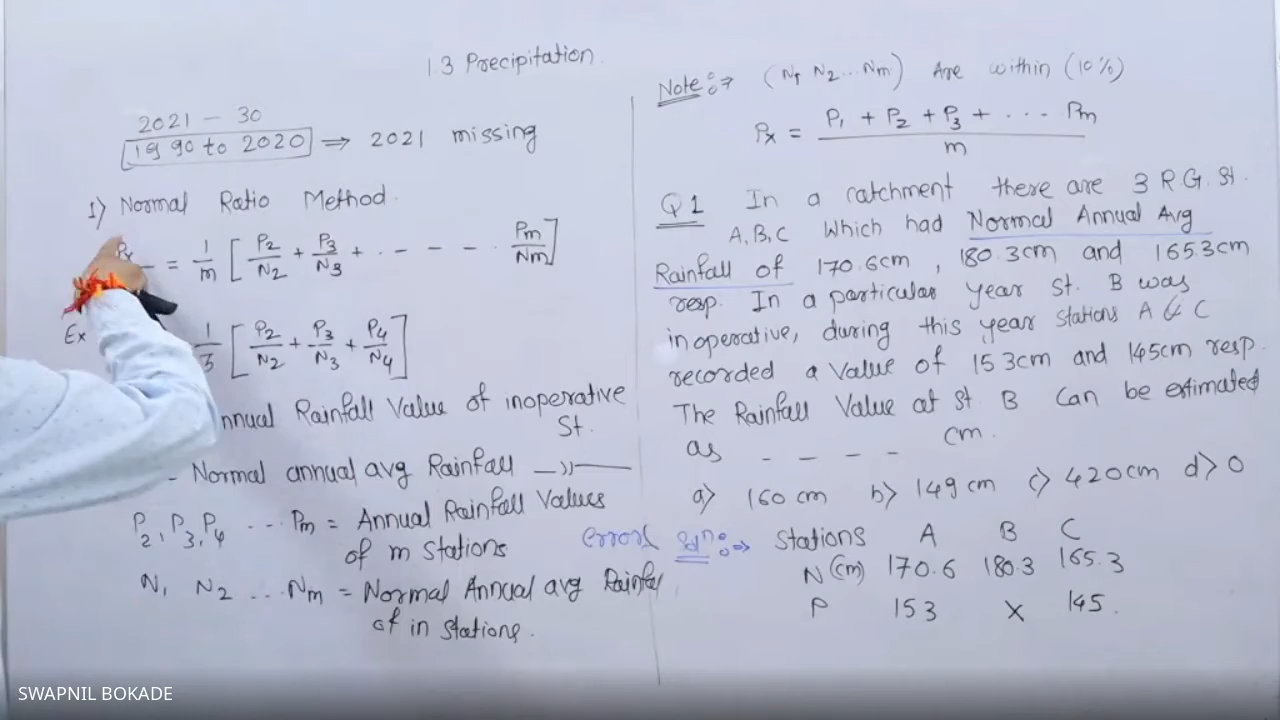 1.3 Precipitation.
2021 - 30
1990 to 2020 ⇒ 2021 missing
1) Normal Ratio Method.
Px = 1/m [P2/N2 + P3/N3 + . - - - . Pm/Nm]
Ex 1/3 [P2/N2 + P3/N3 + P4/N4]
nnual Rainfall Value of inoperative
St.
- Normal annual avg Rainfall —〃—
P2, P3, P4 ... Pm = Annual Rainfall Values
of m stations
N1 N2 ... Nm = Normal Annual avg Rainfal
of in stations.
Note :→ (N1 N2 ... Nm) Are within (10%)
Px = P1 + P2 + P3 + ... Pm / m
Q1 In a catchment there are 3 R.G. St.
A, B, C Which had Normal Annual Avg
Rainfall of 170.6cm, 180.3cm and 165.3cm
resp. In a particular year St. B was
inoperative, during this year stations A & C
recorded a value of 153cm and 145cm resp.
The Rainfall Value at st B Can be estimated
as - - - - cm.
a) 160 cm b) 149 cm c) 420cm d) 0
errors Sol^n :→ Stations A B C
N (cm) 170.6 180.3 165.3
P 153 X 145.
SWAPNIL BOKADE